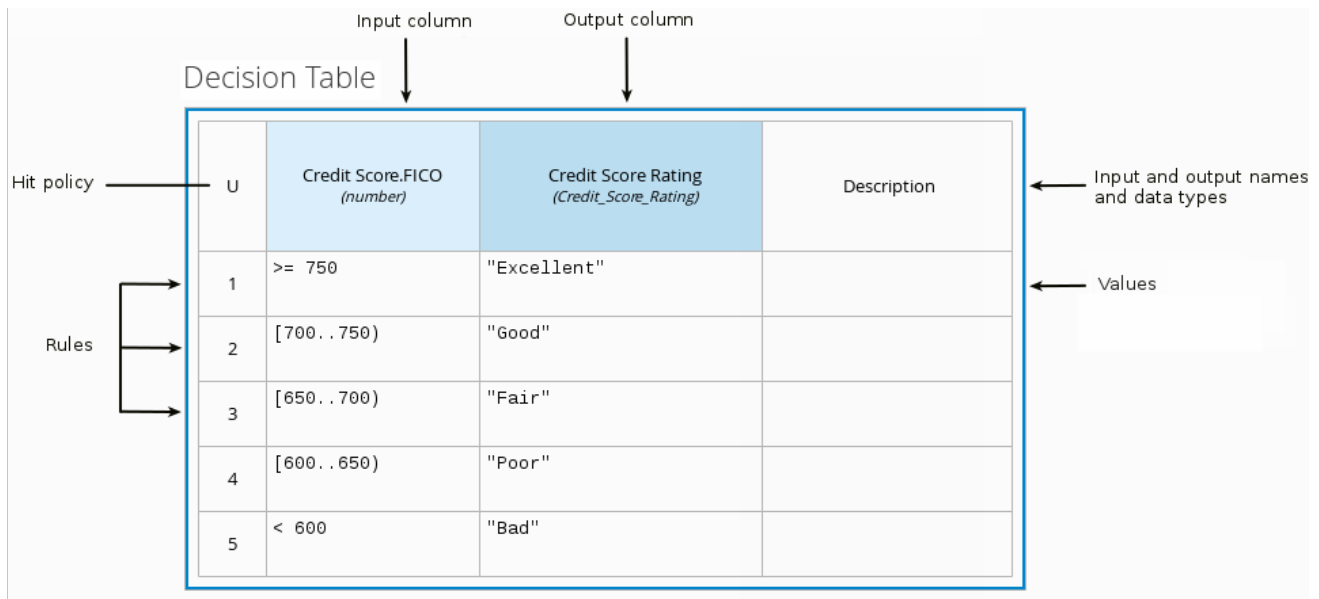 Input column
Output column
Decision Table
Hit policy
U
Credit Score.FICO
(number)
Credit Score Rating
(Credit_Score_Rating)
Description
Input and output names
and data types
1
>= 750
"Excellent"
Values
Rules
2
[700..750)
"Good"
3
[650..700)
"Fair"
4
[600..650)
"Poor"
5
< 600
"Bad"